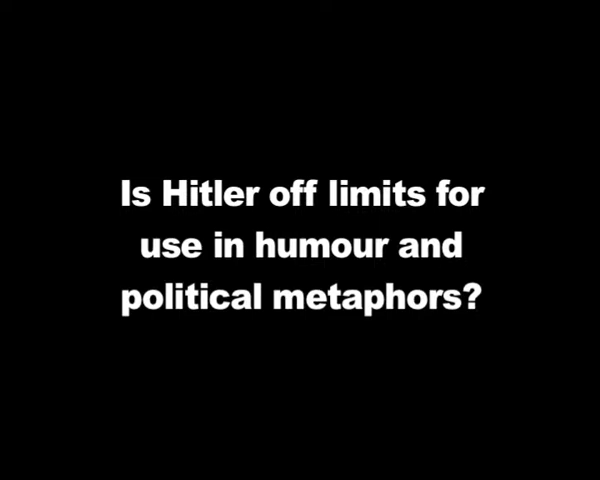 Is Hitler off limits for
use in humour and
political metaphors?